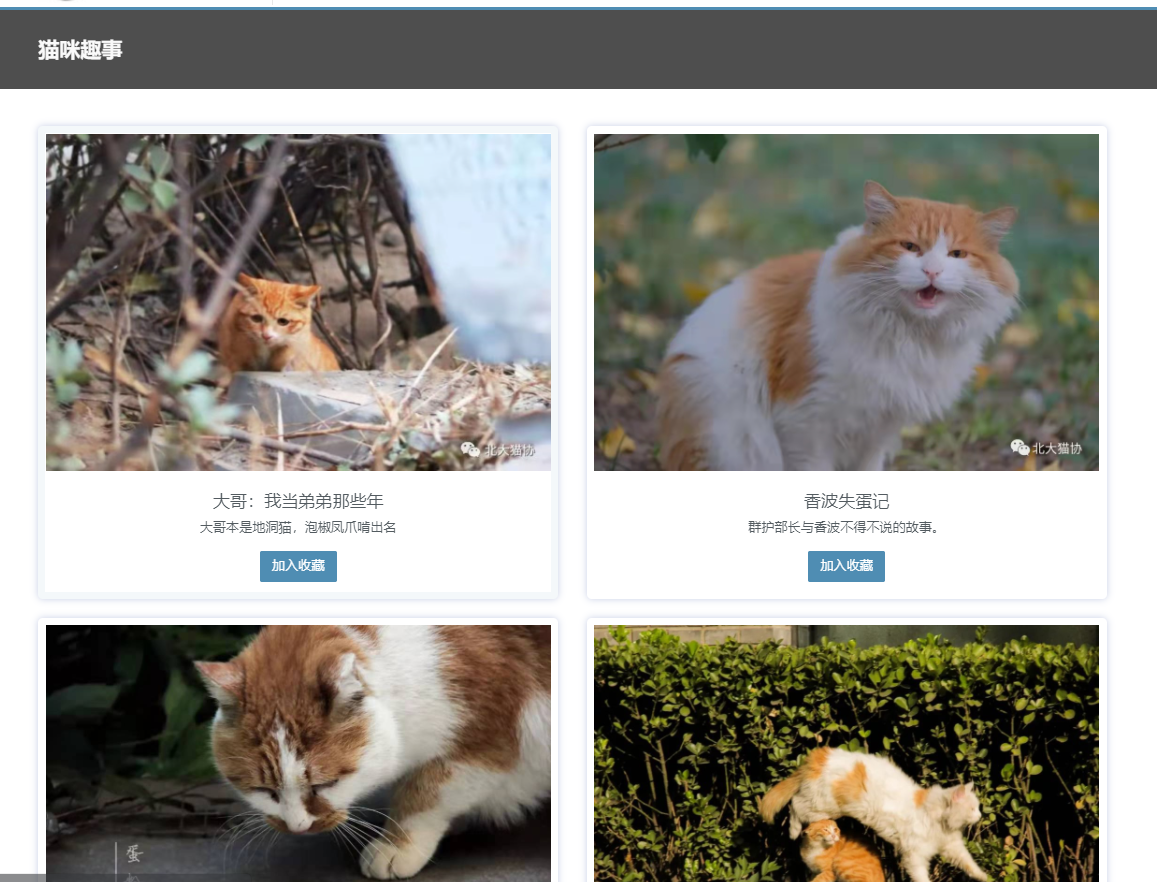 猫咪趣事
北大猫协
北大猫协
大哥：我当弟弟那些年
大哥本是地洞猫，泡椒凤爪啃出名
加入收藏
香波失蛋记
群护部长与香波不得不说的故事。
加入收藏
蛋